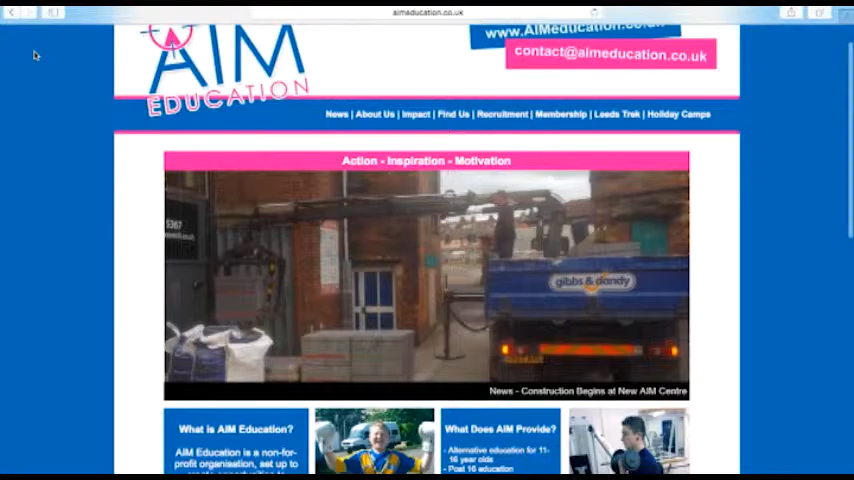 aimeducation.co.uk
AIM
EDUCATION
www.AIMeducation.co.uk
contact@aimeducation.co.uk
News | About Us | Impact | Find Us | Recruitment | Membership | Leeds Trek | Holiday Camps
Action - Inspiration - Motivation
5367
gibbs & dandy
News - Construction Begins at New AIM Centre
What is AIM Education?
AIM Education is a non-for-
profit organisation, set up to
What Does AIM Provide?
- Alternative education for 11-
16 year olds
- Post 16 education